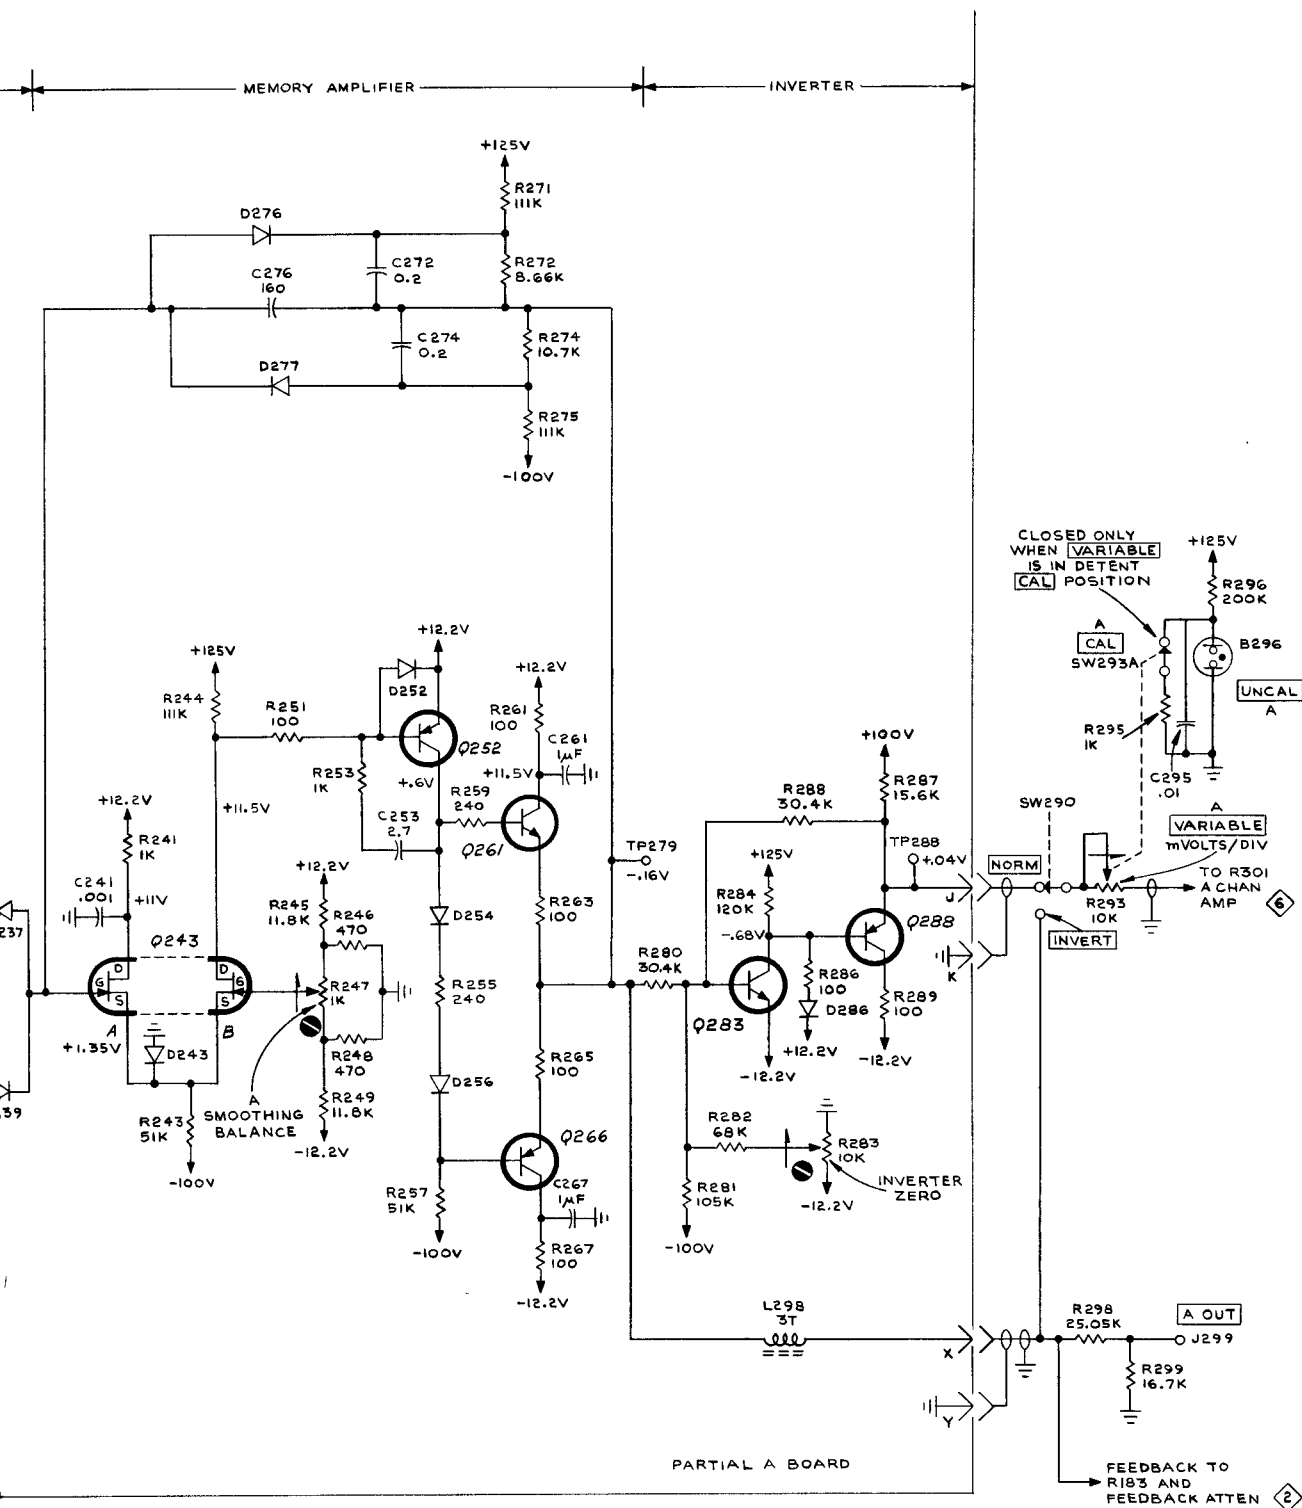 MEMORY AMPLIFIER
INVERTER
+125V
R271
111K
D276
C272
0.2
R272
8.66K
C276
160
C274
0.2
R274
10.7K
D277
R275
111K
-100V
CLOSED ONLY
WHEN VARIABLE
IS IN DETENT
CAL POSITION
+125V
R296
200K
A
CAL
SW293A
B296
UNCAL
A
R295
1K
C295
.01
+125V
R244
111K
R251
100
+12.2V
D252
Q252
+.6V
R253
1K
C253
2.7
+12.2V
R261
100
C261
1µF
+11.5V
R259
240
Q261
+11.5V
+12.2V
R241
1K
C241
.001
+11V
Q243
D
G
S
A
D
G
S
B
+1.35V
D243
R243
51K
-100V
+12.2V
R245
11.8K
R246
470
R247
1K
R248
470
R249
11.8K
-12.2V
A
SMOOTHING
BALANCE
D254
R255
240
D256
R257
51K
-100V
R263
100
R265
100
Q266
C267
1µF
R267
100
-12.2V
TP279
-.16V
R280
30.4K
R288
30.4K
+100V
R287
15.6K
+125V
R284
120K
-.68V
TP288
+.04V
Q288
Q283
R286
100
D286
+12.2V
R289
100
-12.2V
-12.2V
R282
68K
R283
10K
INVERTER
ZERO
-12.2V
R281
105K
-100V
J
K
NORM
SW290
INVERT
A
VARIABLE
mVOLTS/DIV
R293
10K
TO R301
A CHAN
AMP
6
237
39
L298
3T
X
Y
R298
25.05K
A OUT
J299
R299
16.7K
PARTIAL A BOARD
FEEDBACK TO
R183 AND
FEEDBACK ATTEN
2